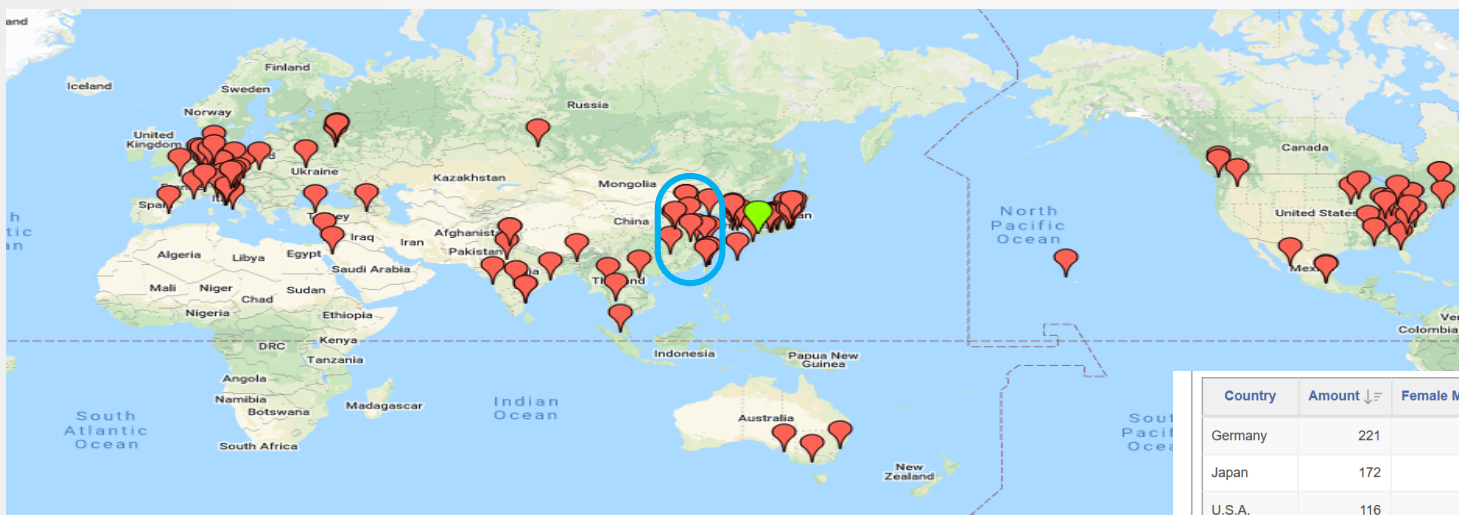 and
Iceland
Finland
Sweden
Norway
Russia
United
Kingdom
Ukraine
Kazakhstan
Mongolia
China
Spain
Iraq
Iran
Afghanistan
Pakistan
Algeria
Libya
Egypt
Saudi Arabia
Mali
Niger
Chad
Sudan
Nigeria
Ethiopia
DRC
Kenya
Tanzania
Angola
Namibia
Botswana
Madagascar
South Africa
Indonesia
Papua New
Guinea
Australia
New
Zealand
South
Atlantic
Ocean
Indian
Ocean
North
Pacific
Ocean
Canada
United States
Mexico
Colombia
Country Amount Female M
Germany 221
Japan 172
U.S.A. 116